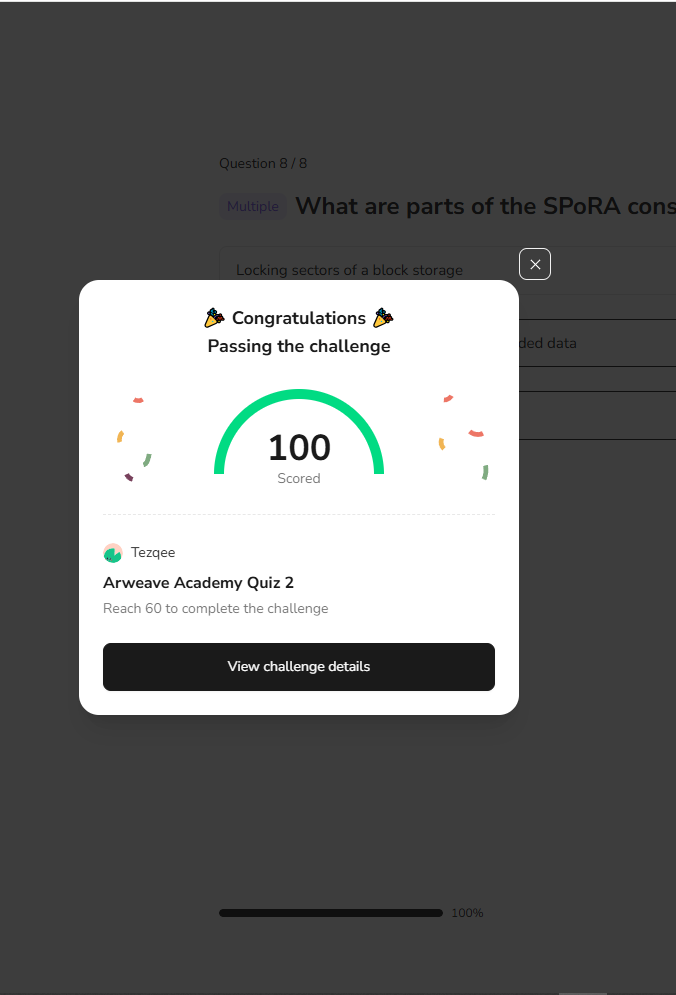 Question 8 / 8
Multiple What are parts of the SPoRA cons
Locking sectors of a block storage
ded data
Congratulations
Passing the challenge
100
Scored
Tezqee
Arweave Academy Quiz 2
Reach 60 to complete the challenge
View challenge details
100%